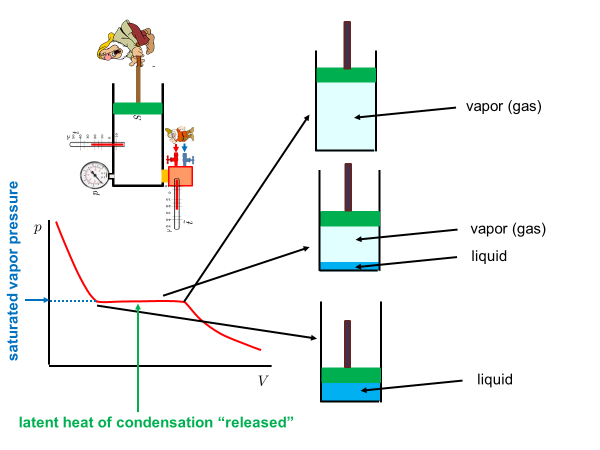 vapor (gas)
S
t
p
t
vapor (gas)
liquid
saturated vapor pressure
p
V
liquid
latent heat of condensation “released”